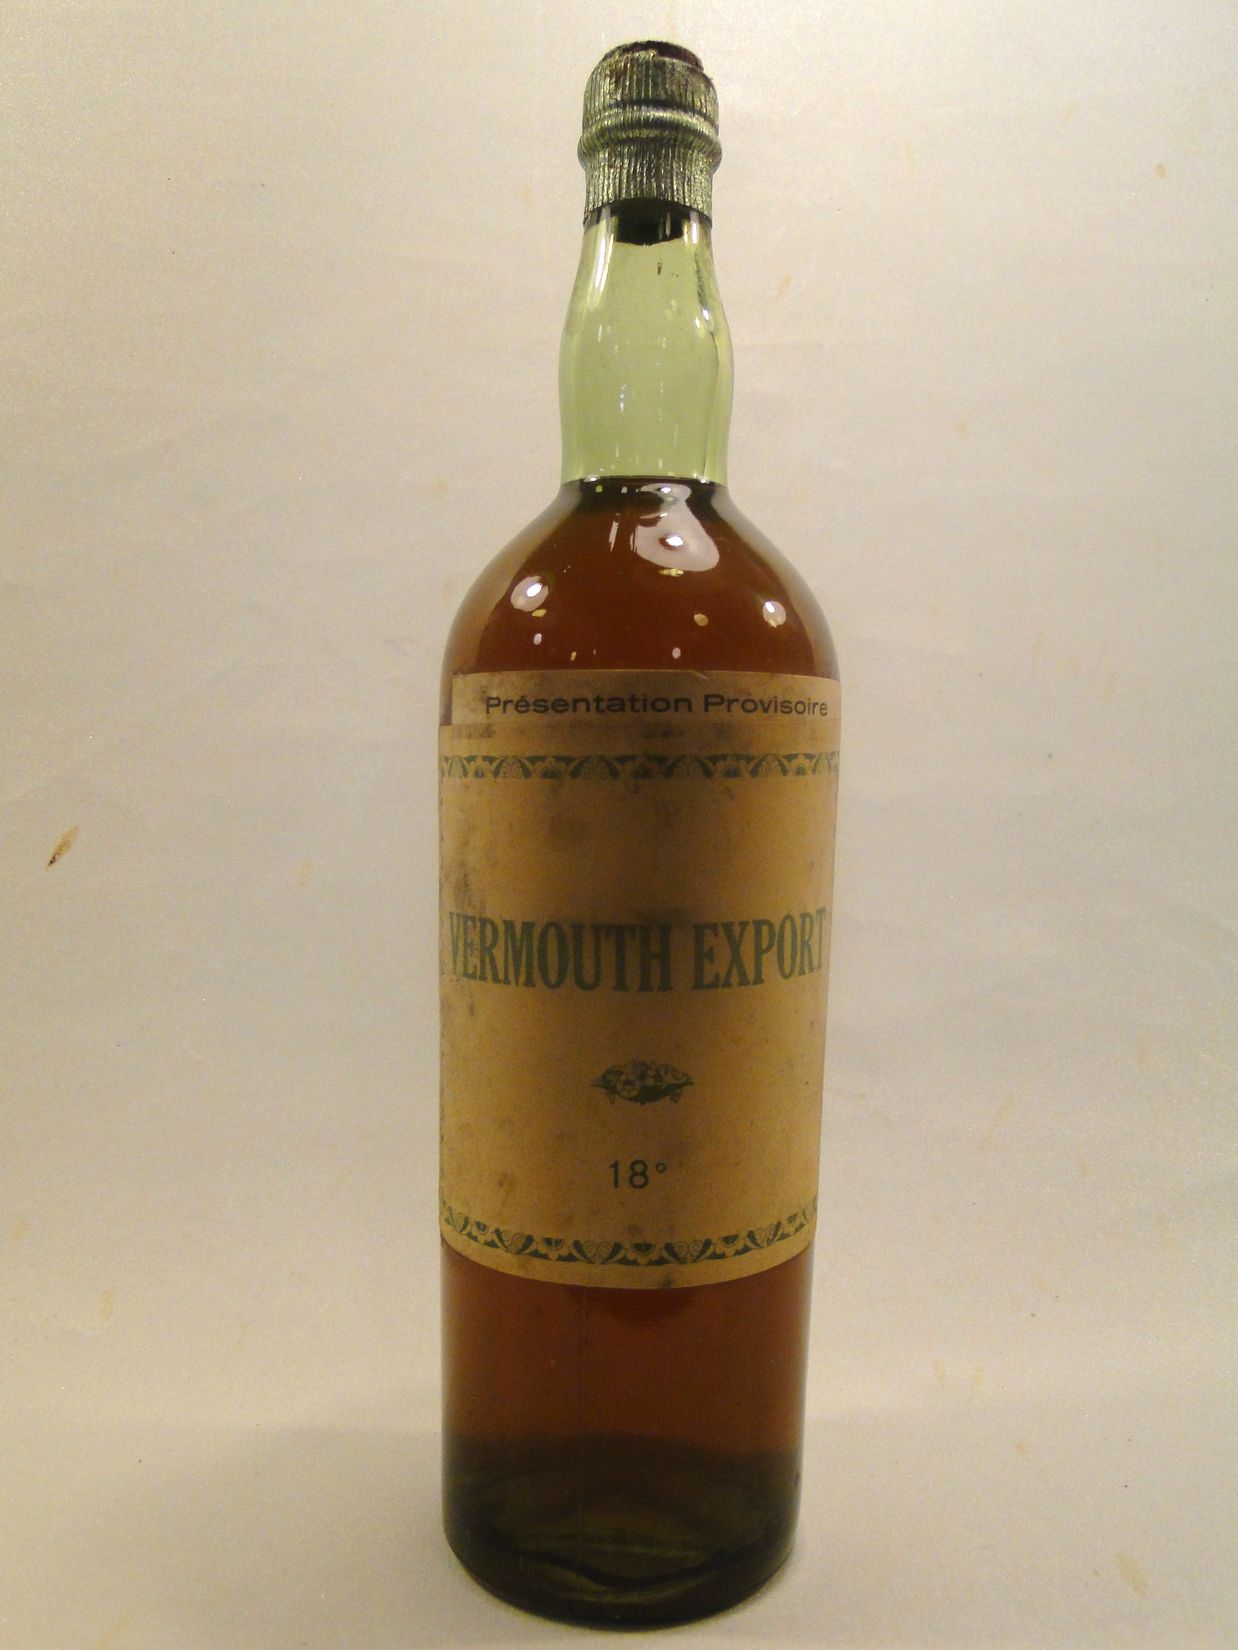 Présentation Provisoire
VERMOUTH EXPORT
18°